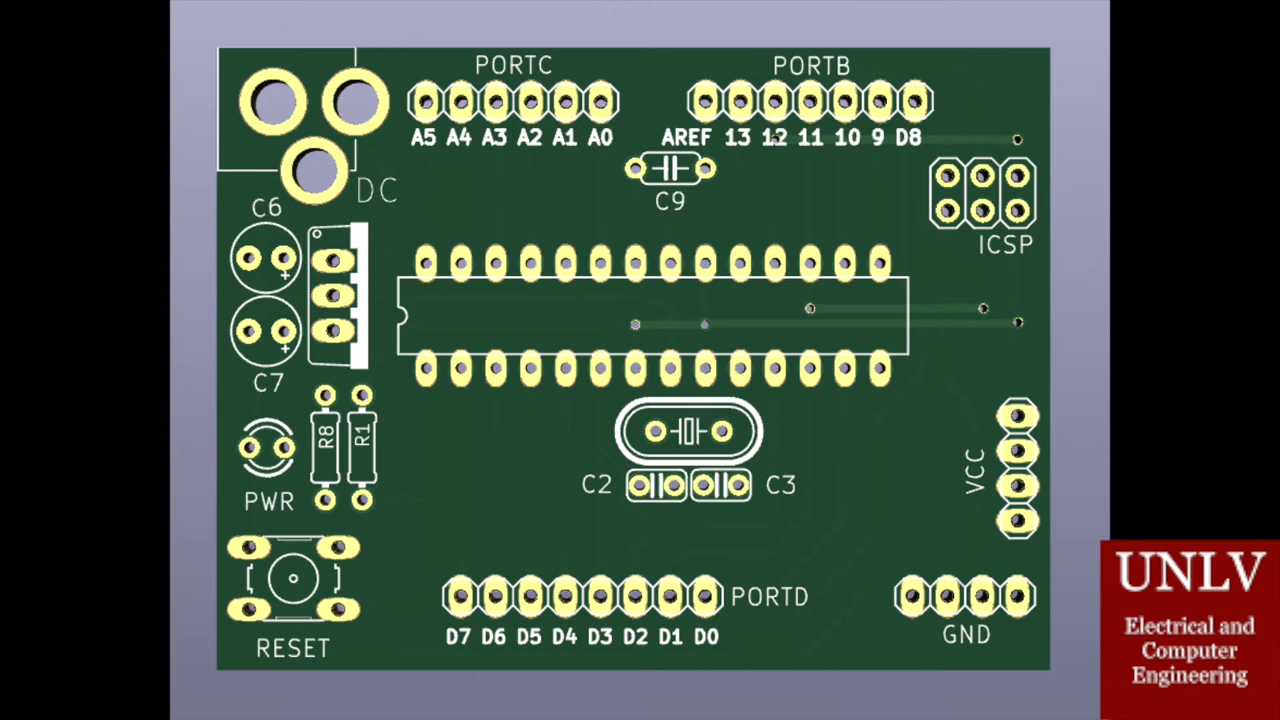 PORTC
PORTB
A5 A4 A3 A2 A1 A0
AREF 13 12 11 10 9 D8
DC
C6
C9
ICSP
+
+
C7
R8
R1
VCC
C2
C3
PWR
PORTD
D7 D6 D5 D4 D3 D2 D1 D0
GND
RESET
UNLV
Electrical and
Computer
Engineering